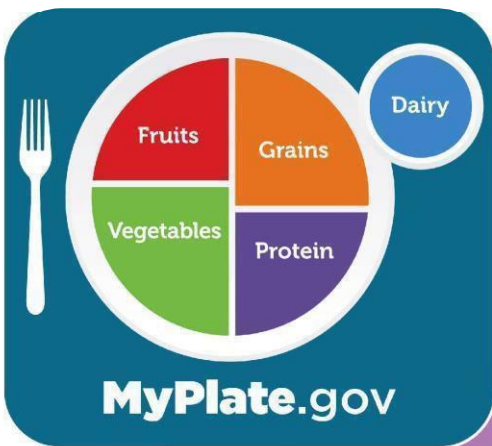 Dairy
Fruits
Grains
Vegetables
Protein
MyPlate.gov